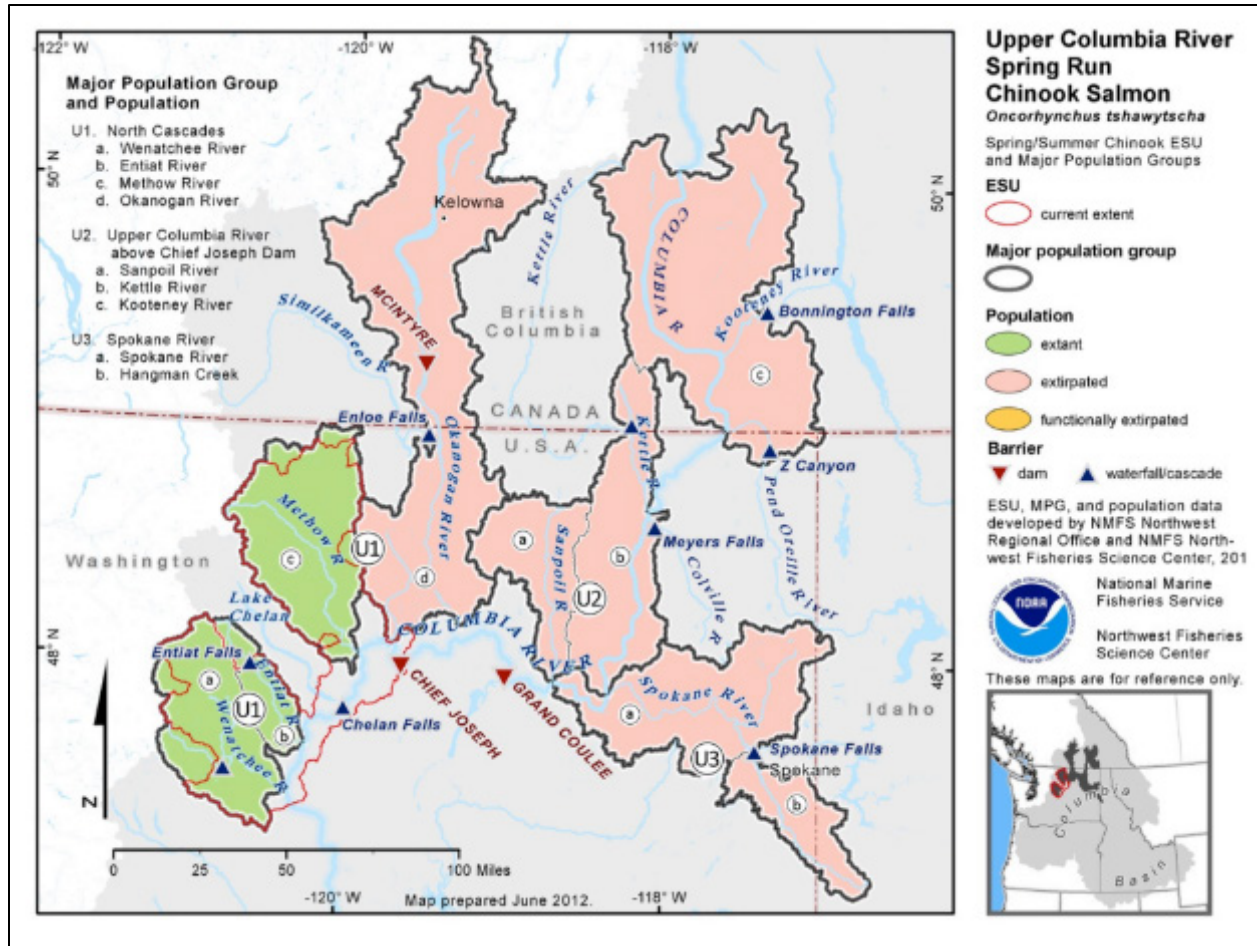 -122° W
-120° W
-118° W
Major Population Group
and Population
U1. North Cascades
a. Wenatchee River
b. Entiat River
c. Methow River
d. Okanogan River
U2. Upper Columbia River
above Chief Joseph Dam
a. Sanpoil River
b. Kettle River
c. Kooteney River
U3. Spokane River
a. Spokane River
b. Hangman Creek
50° N
50° N
Kelowna
Kettle River
COLUMBIA R
Kooteney River
Bonnington Falls
British
Columbia
Similkameen R
MCINTYRE
c
Enloe Falls
CANADA
U.S.A.
Okanogan River
Kettle R
Z Canyon
Methow R
U1
c
d
a
Sanpoil R
b
U2
Meyers Falls
Colville R
Pend Oreille River
Washington
Lake
Chelan
48° N
48° N
COLUMBIA RIVER
Entiat Falls
a
Entiat R
U1
b
Wenatchee R
Chelan Falls
CHIEF JOSEPH
GRAND COULEE
Spokane River
a
U3
Spokane Falls
Spokane
b
Idaho
N
0 25 50 100 Miles
-120° W
-118° W
Map prepared June 2012.
Upper Columbia River
Spring Run
Chinook Salmon
Oncorhynchus tshawytscha
Spring/Summer Chinook ESU
and Major Population Groups
ESU
current extent
Major population group
Population
extant
extirpated
functionally extirpated
Barrier
dam
waterfall/cascade
ESU, MPG, and population data
developed by NMFS Northwest
Regional Office and NMFS North-
west Fisheries Science Center, 201
NOAA
National Marine
Fisheries Service
Northwest Fisheries
Science Center
These maps are for reference only.
Columbia
Basin